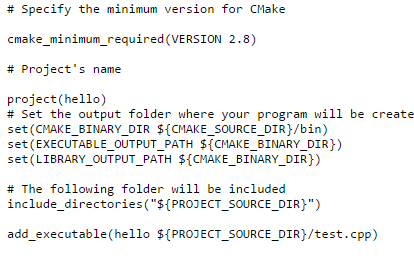 # Specify the minimum version for CMake
cmake_minimum_required(VERSION 2.8)
# Project's name
project(hello)
# Set the output folder where your program will be create
set(CMAKE_BINARY_DIR ${CMAKE_SOURCE_DIR}/bin)
set(EXECUTABLE_OUTPUT_PATH ${CMAKE_BINARY_DIR})
set(LIBRARY_OUTPUT_PATH ${CMAKE_BINARY_DIR})
# The following folder will be included
include_directories("${PROJECT_SOURCE_DIR}")
add_executable(hello ${PROJECT_SOURCE_DIR}/test.cpp)